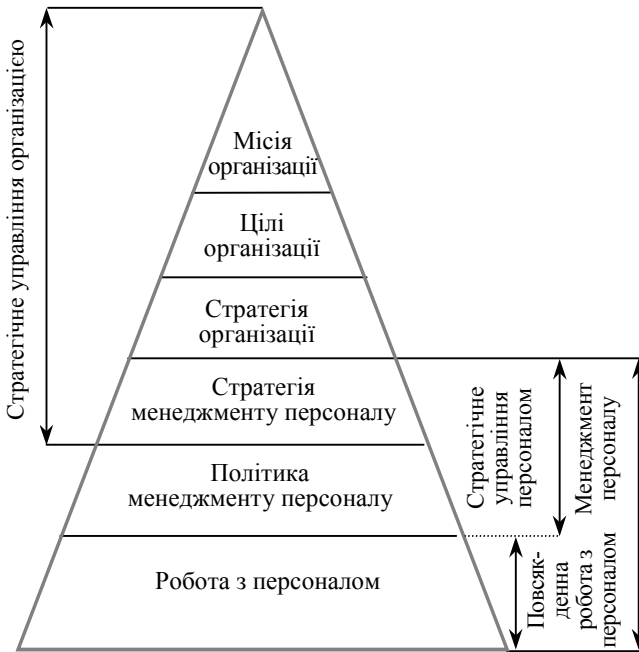 Стратегічне управління організацією
Місія
організації
Цілі
організації
Стратегія
організації
Стратегія
менеджменту персоналу
Політика
менеджменту персоналу
Робота з персоналом
Стратегічне
управління
персоналом
Менеджмент
персоналу
Повсяк-
денна
робота з
персоналом